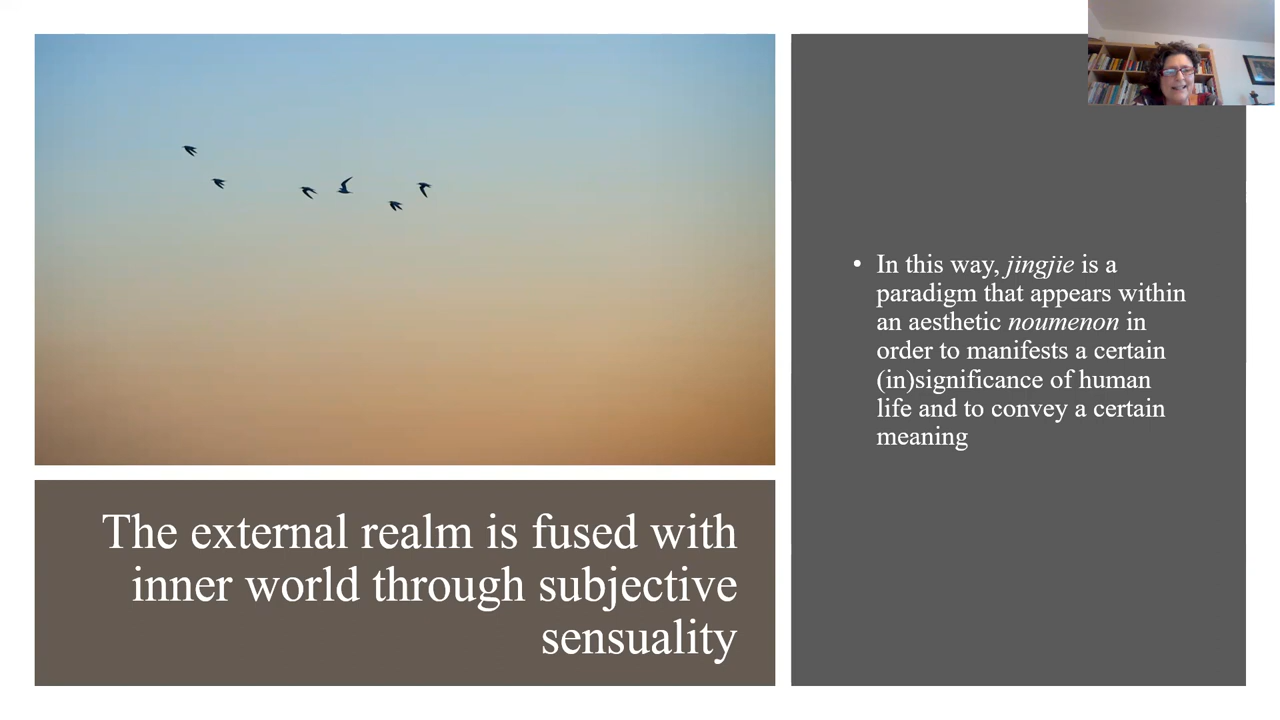 The external realm is fused with
inner world through subjective
sensuality
• In this way, jingjie is a
paradigm that appears within
an aesthetic noumenon in
order to manifests a certain
(in)significance of human
life and to convey a certain
meaning